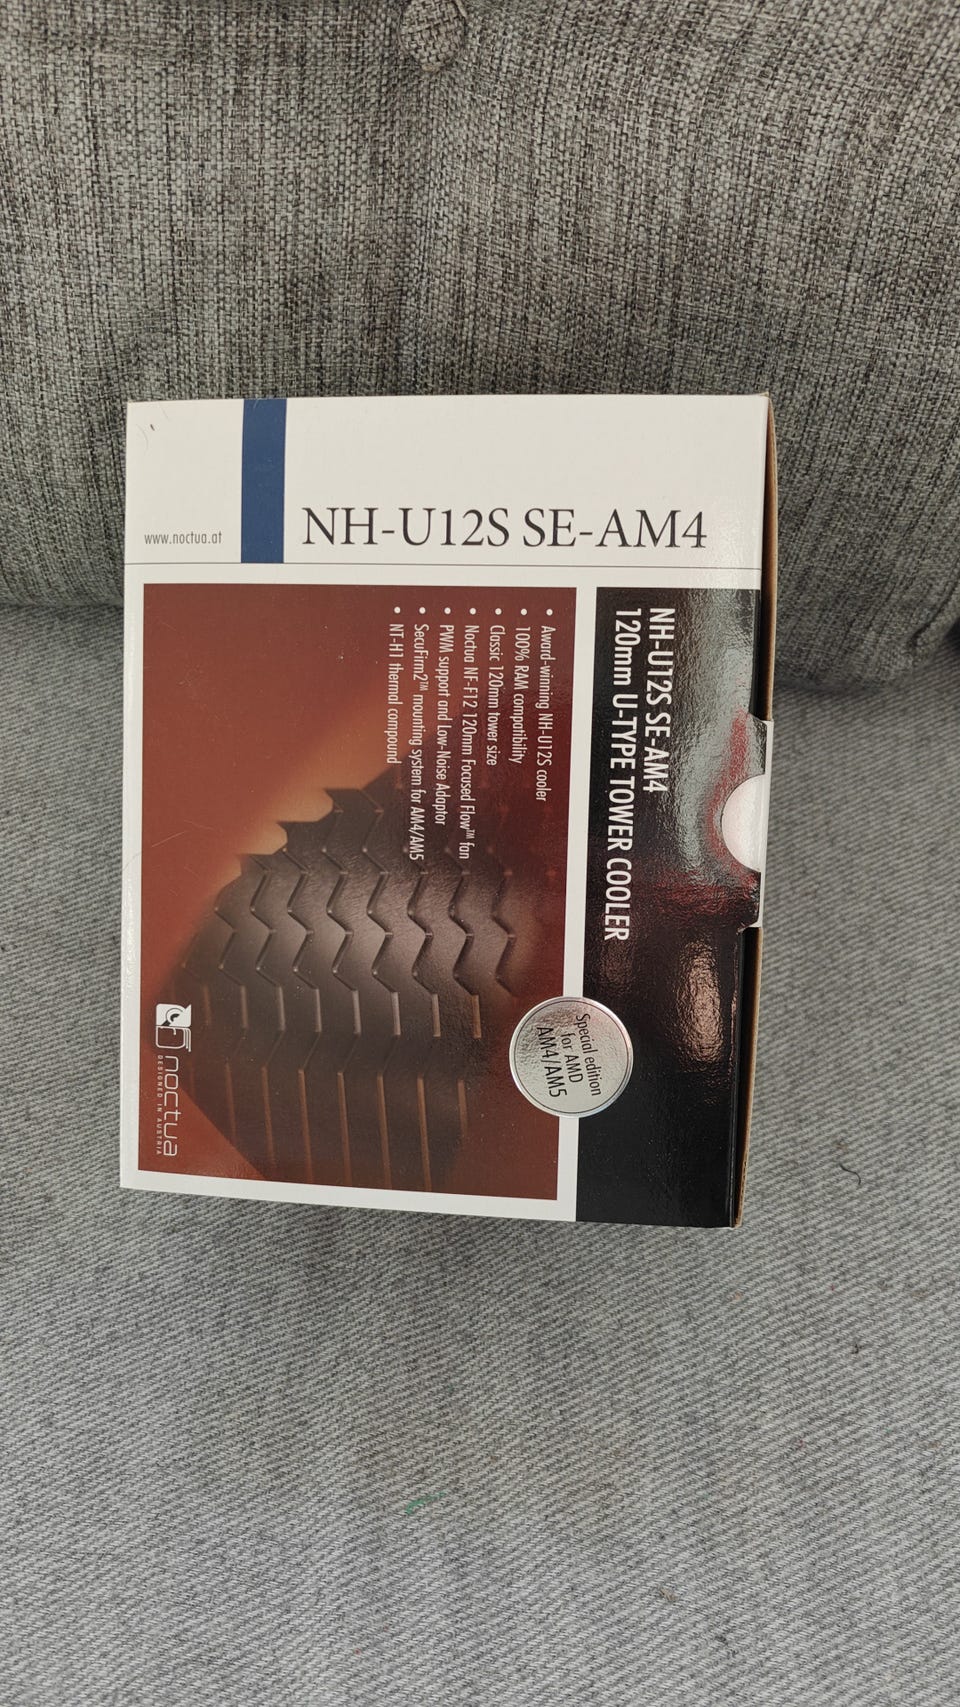 www.noctua.at
NH-U12S SE-AM4
NH-U12S SE-AM4
120mm U-TYPE TOWER COOLER
• Award-winning NH-U12S cooler
• 100% RAM compatibility
• Classic 120mm tower size
• Noctua NF-F12 120mm Focused Flow™ fan
• PWM support and Low-Noise Adaptor
• SecuFirm2™ mounting system for AM4/AM5
• NT-H1 thermal compound
Special edition
for AMD
AM4/AM5
noctua
DESIGNED IN AUSTRIA